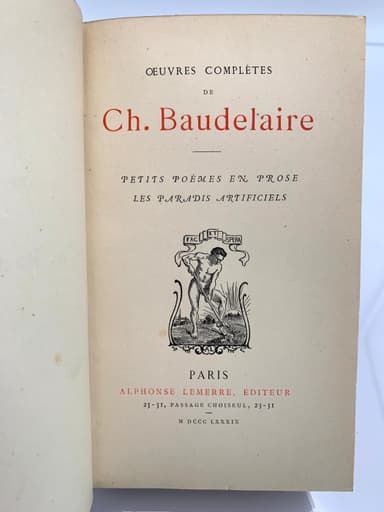 ŒUVRES COMPLÈTES
DE
Ch. Baudelaire
PETITS POÈMES EN PROSE
LES PARADIS ARTIFICIELS
FAC ET SPERA
PARIS
ALPHONSE LEMERRE, ÉDITEUR
23-31, PASSAGE CHOISEUL, 23-31
M DCCC LXXXIX